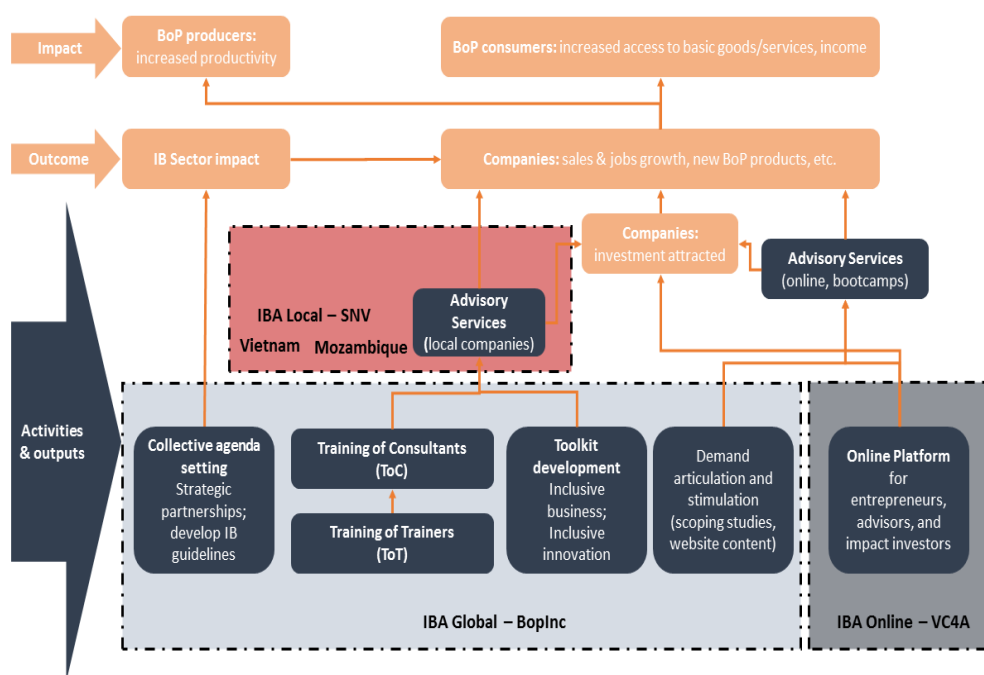 Impact
BoP producers:
increased productivity
BoP consumers: increased access to basic goods/services, income
Outcome
IB Sector impact
Companies: sales & jobs growth, new BoP products, etc.
Companies:
investment attracted
Advisory Services
(online, bootcamps)
IBA Local – SNV
Vietnam Mozambique
Advisory
Services
(local companies)
Activities
& outputs
Collective agenda
setting
Strategic
partnerships;
develop IB
guidelines
Training of Consultants
(ToC)
Training of Trainers
(ToT)
Toolkit
development
Inclusive
business;
Inclusive
innovation
Demand
articulation and
stimulation
(scoping studies,
website content)
Online Platform
for
entrepreneurs,
advisors, and
impact investors
IBA Global – BopInc
IBA Online – VC4A